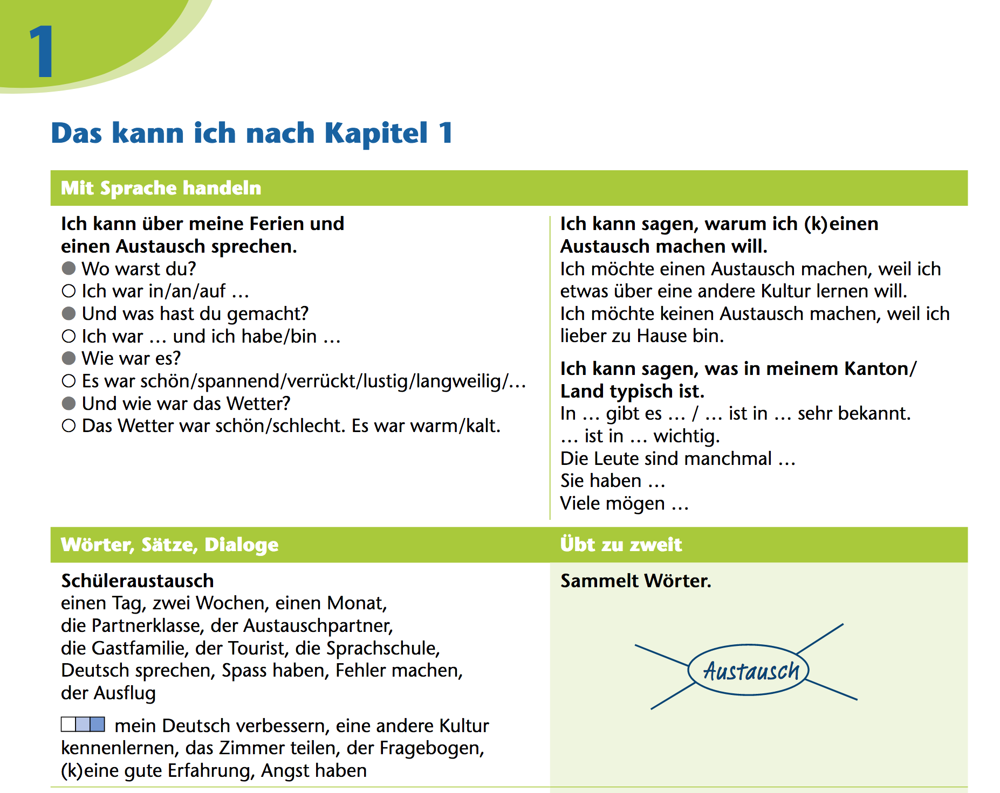 1
Das kann ich nach Kapitel 1
Mit Sprache handeln
Ich kann über meine Ferien und
einen Austausch sprechen.
Wo warst du?
Ich war in/an/auf …
Und was hast du gemacht?
Ich war … und ich habe/bin …
Wie war es?
Es war schön/spannend/verrückt/lustig/langweilig/…
Und wie war das Wetter?
Das Wetter war schön/schlecht. Es war warm/kalt.
Ich kann sagen, warum ich (k)einen
Austausch machen will.
Ich möchte einen Austausch machen, weil ich
etwas über eine andere Kultur lernen will.
Ich möchte keinen Austausch machen, weil ich
lieber zu Hause bin.
Ich kann sagen, was in meinem Kanton/
Land typisch ist.
In … gibt es … / … ist in … sehr bekannt.
… ist in … wichtig.
Die Leute sind manchmal …
Sie haben …
Viele mögen …
Wörter, Sätze, Dialoge
Schüleraustausch
einen Tag, zwei Wochen, einen Monat,
die Partnerklasse, der Austauschpartner,
die Gastfamilie, der Tourist, die Sprachschule,
Deutsch sprechen, Spass haben, Fehler machen,
der Ausflug
mein Deutsch verbessern, eine andere Kultur
kennenlernen, das Zimmer teilen, der Fragebogen,
(k)eine gute Erfahrung, Angst haben
Übt zu zweit
Sammelt Wörter.
Austausch